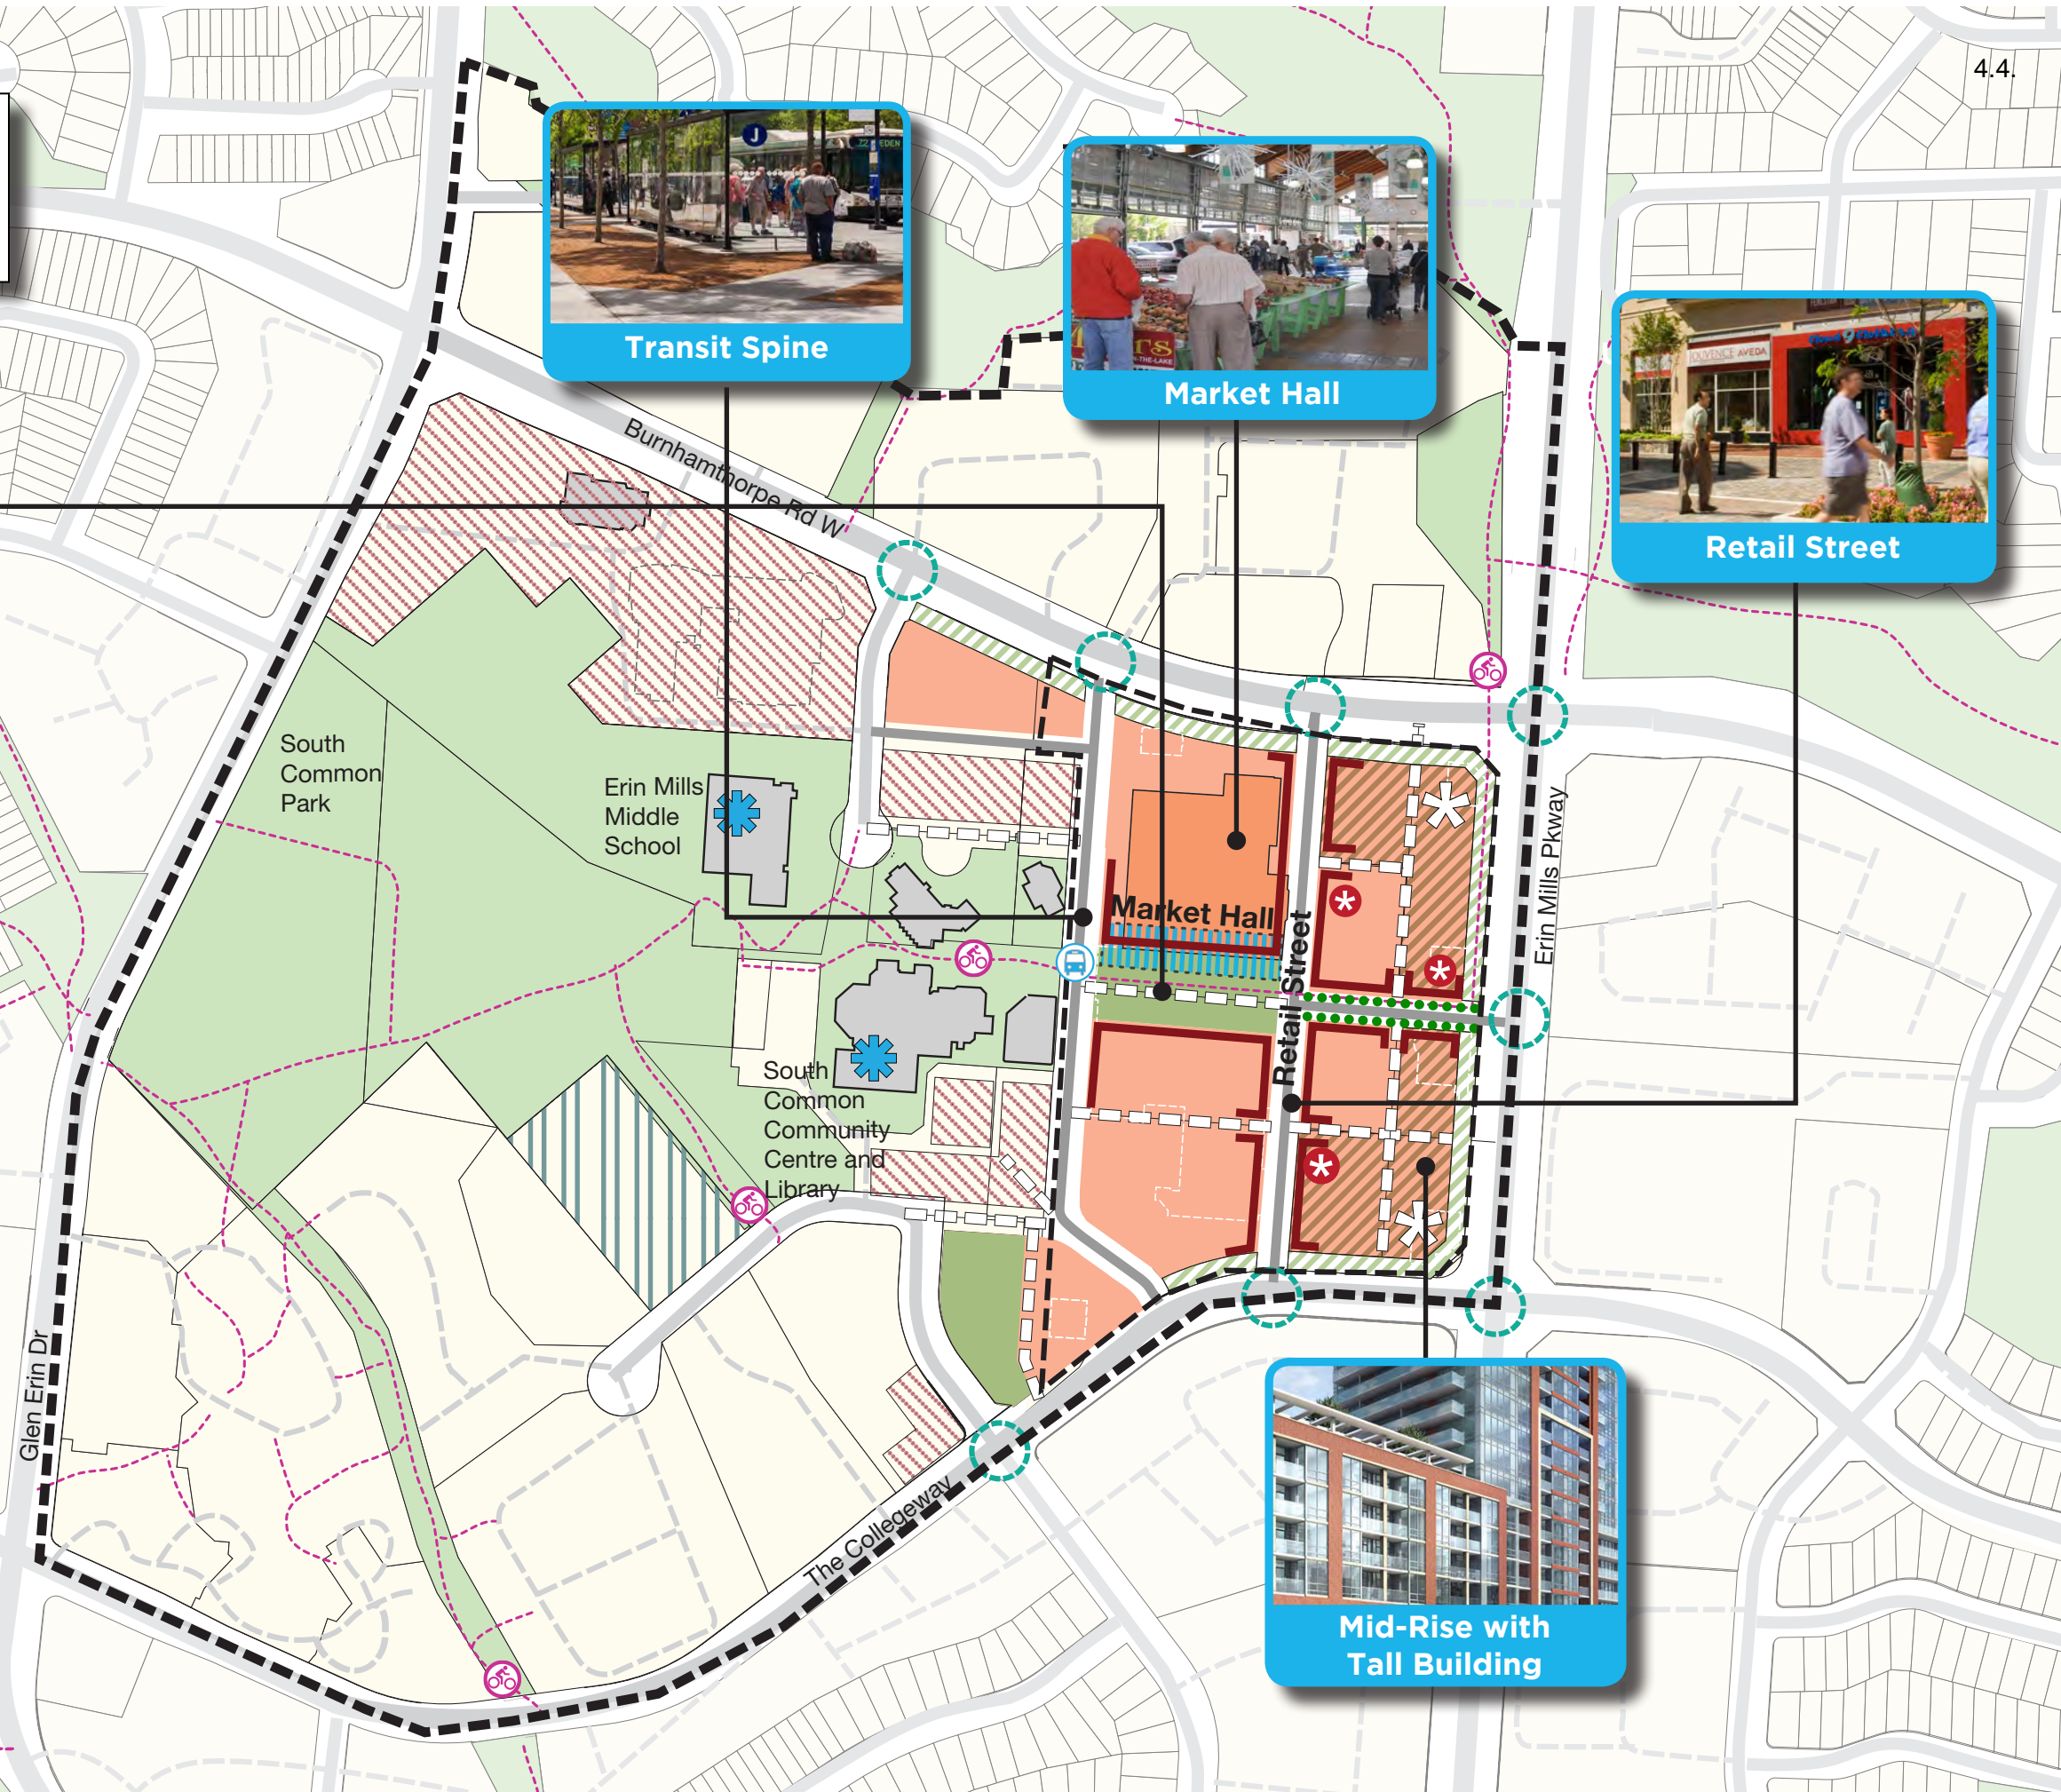 4.4.
J
Transit Spine
Market Hall
AVEDA
Retail Street
Burnhamthorpe Rd W
South
Common
Park
Erin Mills
Middle
School
Market Hall
Retail Street
Erin Mills Pkway
South
Common
Community
Centre and
Library
Glen Erin Dr
The Collegeway
Mid-Rise with
Tall Building